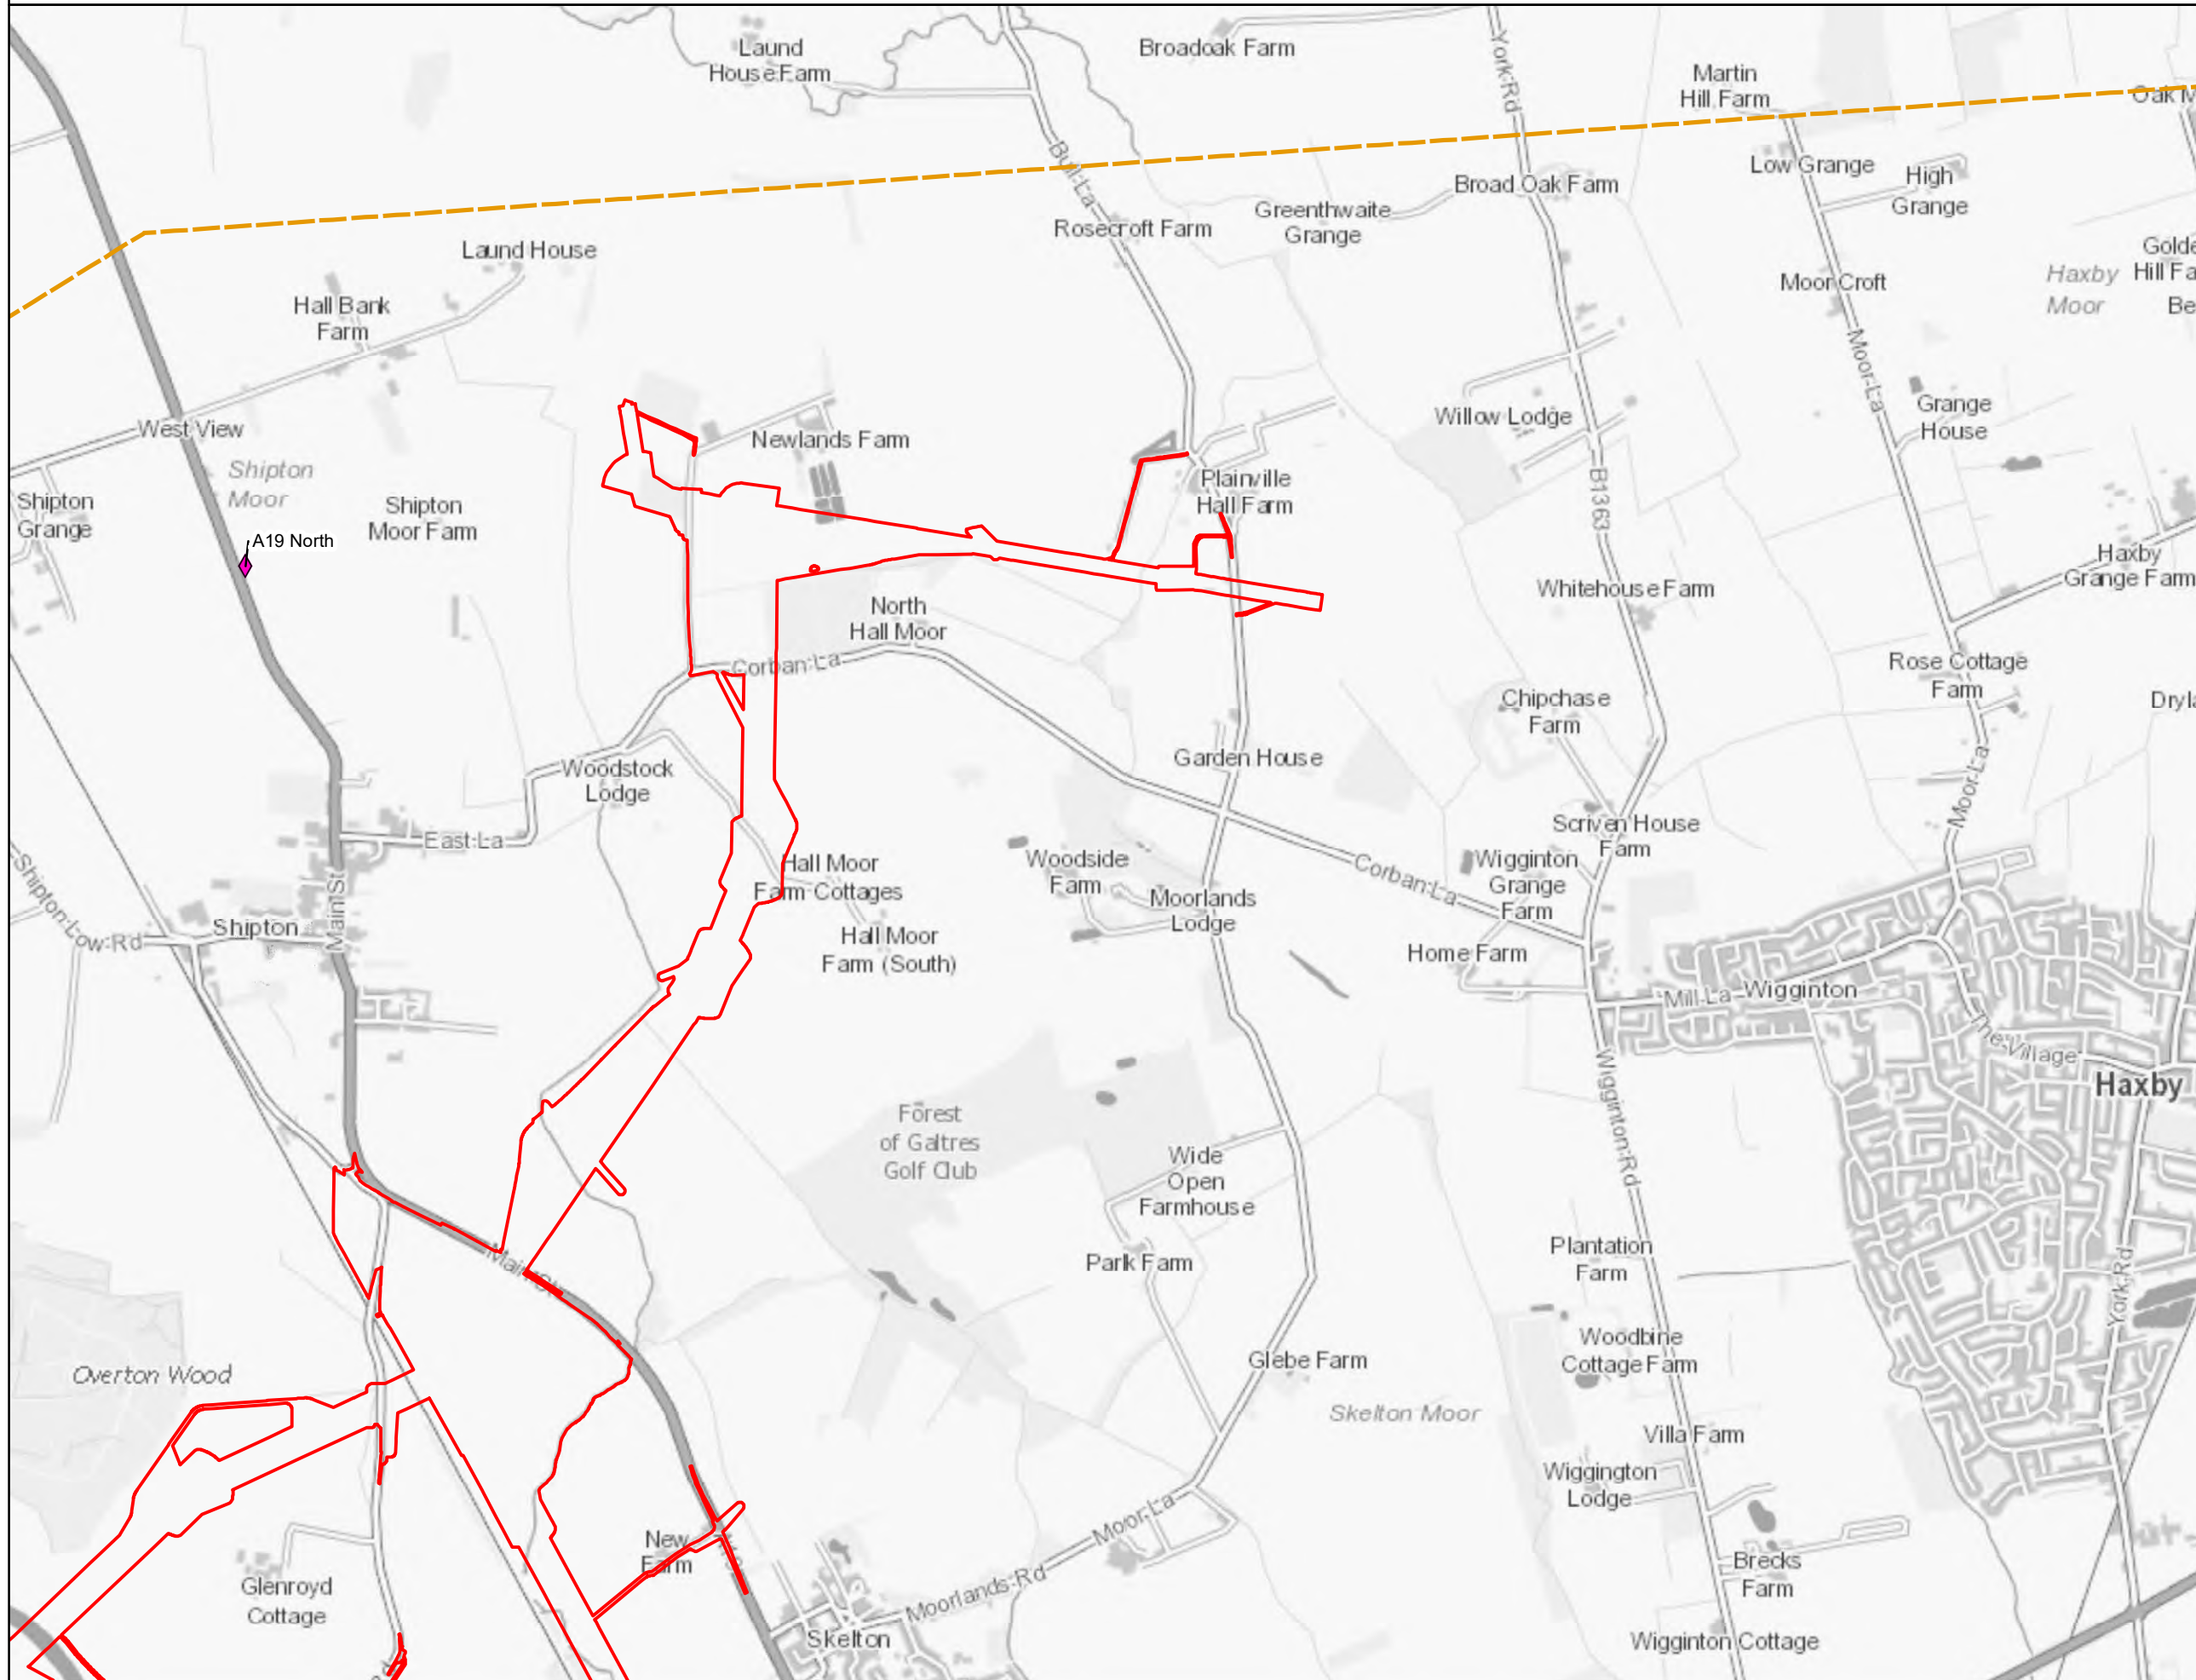 Laund
House Farm
Broadoak Farm
York Rd
Martin
Hill Farm
Bull La
Low Grange
High
Grange
Broad Oak Farm
Greenthwaite
Grange
Rosecroft Farm
Laund House
Hall Bank
Farm
Moor Croft
Haxby
Moor
Moor La
West View
Shipton
Moor
Shipton
Grange
Shipton
Moor Farm
A19 North
Newlands Farm
Plainville
Hall Farm
Willow Lodge
B1363
Grange
House
Haxby
Grange Farm
Whitehouse Farm
North
Hall Moor
Corban La
Rose Cottage
Farm
Chipchase
Farm
Garden House
Woodstock
Lodge
East La
Moor La
Scriven House
Farm
Shipton Low Rd
Main St
Shipton
Hall Moor
Farm Cottages
Hall Moor
Farm (South)
Woodside
Farm
Moorlands
Lodge
Corban La
Wigginton
Grange
Farm
Home Farm
Mill La
Wigginton
The Village
Haxby
Wigginton Rd
Forest
of Galtres
Golf Club
Wide
Open
Farmhouse
Park Farm
Plantation
Farm
York Rd
Main St
Woodbine
Cottage Farm
Overton Wood
Glebe Farm
Skelton Moor
Villa Farm
Wiggington
Lodge
Moor La
New
Farm
Brecks
Farm
Glenroyd
Cottage
Moorlands Rd
Skelton
Wigginton Cottage